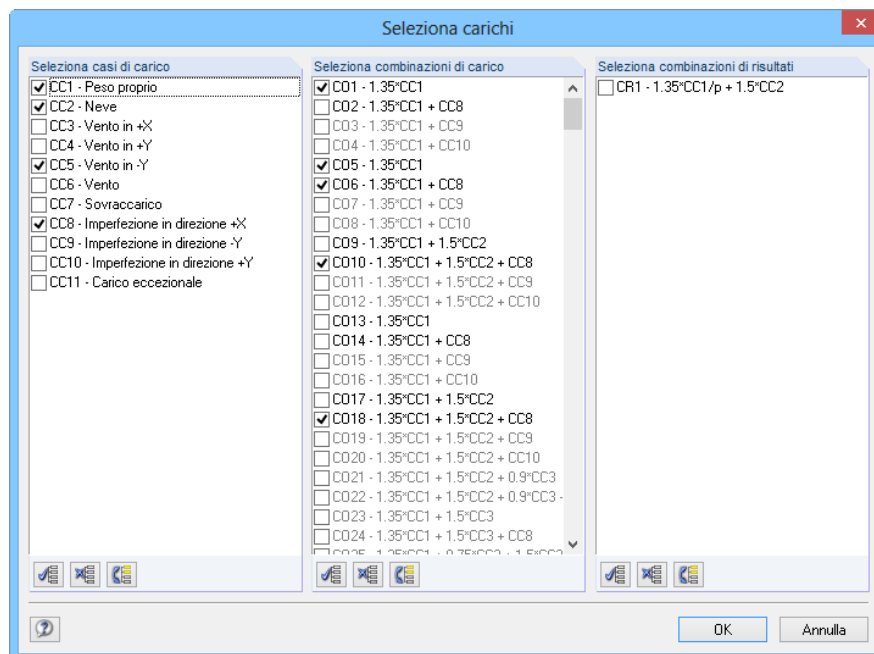 Seleziona carichi
Seleziona casi di carico
CC1 - Peso proprio
CC2 - Neve
CC3 - Vento in +X
CC4 - Vento in +Y
CC5 - Vento in -Y
CC6 - Vento
CC7 - Sovraccarico
CC8 - Imperfezione in direzione +X
CC9 - Imperfezione in direzione -Y
CC10 - Imperfezione in direzione +Y
CC11 - Carico eccezionale
Seleziona combinazioni di carico
CO1 - 1.35*CC1
CO2 - 1.35*CC1 + CC8
CO3 - 1.35*CC1 + CC9
CO4 - 1.35*CC1 + CC10
CO5 - 1.35*CC1
CO6 - 1.35*CC1 + CC8
CO7 - 1.35*CC1 + CC9
CO8 - 1.35*CC1 + CC10
CO9 - 1.35*CC1 + 1.5*CC2
CO10 - 1.35*CC1 + 1.5*CC2 + CC8
CO11 - 1.35*CC1 + 1.5*CC2 + CC9
CO12 - 1.35*CC1 + 1.5*CC2 + CC10
CO13 - 1.35*CC1
CO14 - 1.35*CC1 + CC8
CO15 - 1.35*CC1 + CC9
CO16 - 1.35*CC1 + CC10
CO17 - 1.35*CC1 + 1.5*CC2
CO18 - 1.35*CC1 + 1.5*CC2 + CC8
CO19 - 1.35*CC1 + 1.5*CC2 + CC9
CO20 - 1.35*CC1 + 1.5*CC2 + CC10
CO21 - 1.35*CC1 + 1.5*CC2 + 0.9*CC3
CO22 - 1.35*CC1 + 1.5*CC2 + 0.9*CC3 -
CO23 - 1.35*CC1 + 1.5*CC3
CO24 - 1.35*CC1 + 1.5*CC3 + CC8
Seleziona combinazioni di risultati
CR1 - 1.35*CC1/p + 1.5*CC2
OK
Annulla